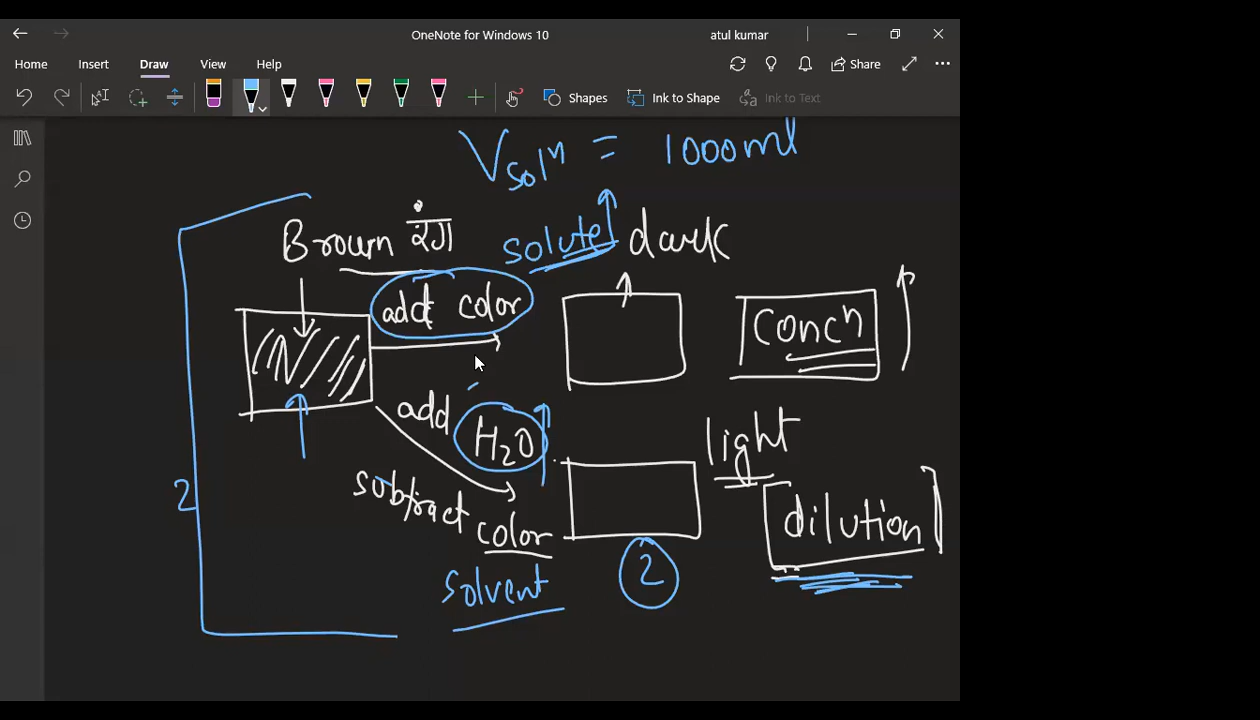 OneNote for Windows 10
atul kumar
Home Insert Draw View Help
Share
Shapes Ink to Shape Ink to Text
Vsolⁿ = 1000ml
Brown रंग
solute dark
add color
concⁿ
add H₂O
light
subtract color
dilution
2
2
solvent